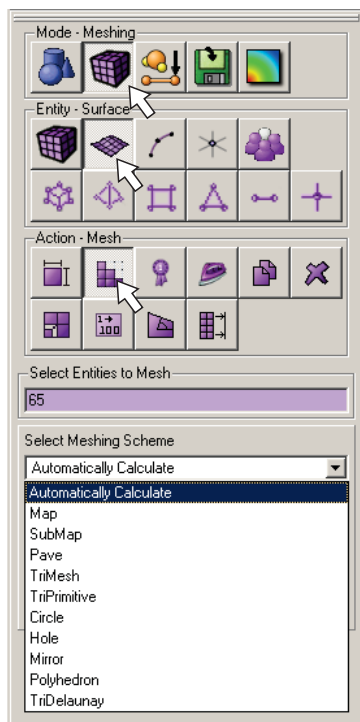 Mode - Meshing
Entity - Surface
Action - Mesh
1→
100
Select Entities to Mesh
65
Select Meshing Scheme
Automatically Calculate
Automatically Calculate
Map
SubMap
Pave
TriMesh
TriPrimitive
Circle
Hole
Mirror
Polyhedron
TriDelaunay